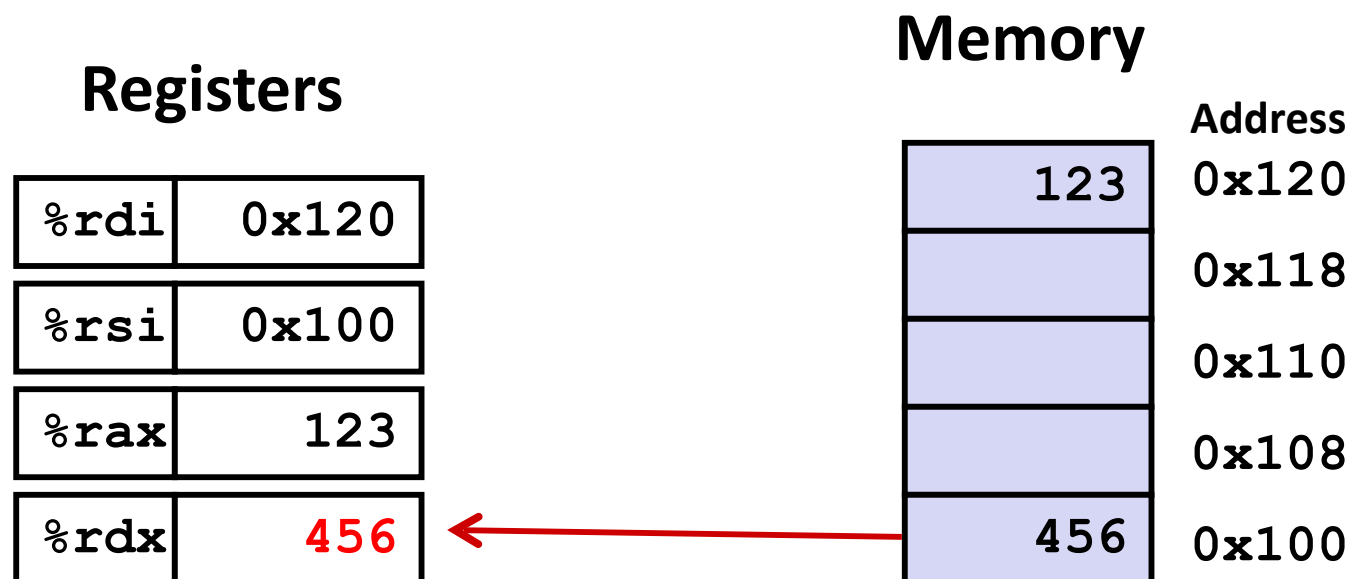 Registers
%rdi 0x120
%rsi 0x100
%rax 123
%rdx 456
Memory
Address
123 0x120
0x118
0x110
0x108
456 0x100